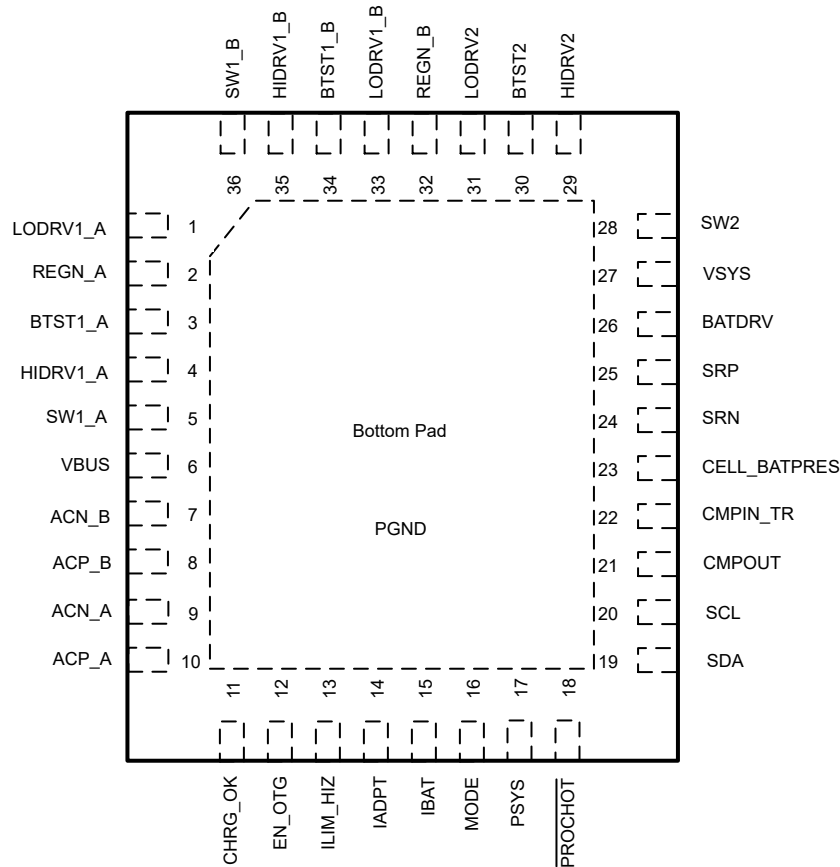 SW1_B
HIDRV1_B
BTST1_B
LODRV1_B
REGN_B
LODRV2
BTST2
HIDRV2
36
35
34
33
32
31
30
29
LODRV1_A 1
REGN_A 2
BTST1_A 3
HIDRV1_A 4
SW1_A 5
VBUS 6
ACN_B 7
ACP_B 8
ACN_A 9
ACP_A 10
Bottom Pad
PGND
28 SW2
27 VSYS
26 BATDRV
25 SRP
24 SRN
23 CELL_BATPRES
22 CMPIN_TR
21 CMPOUT
20 SCL
19 SDA
11
12
13
14
15
16
17
18
CHRG_OK
EN_OTG
ILIM_HIZ
IADPT
IBAT
MODE
PSYS
PROCHOT